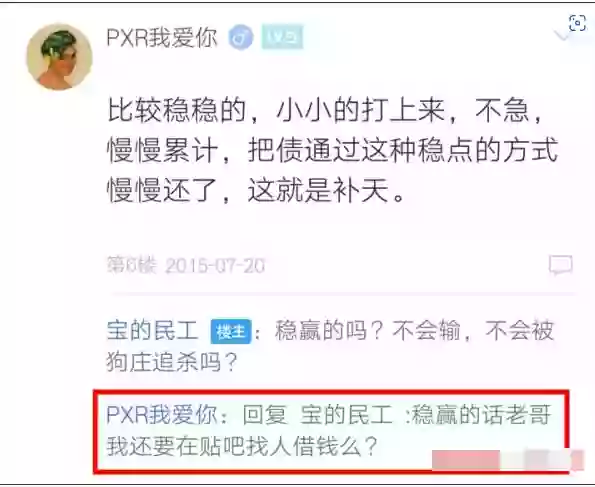 PXR我爱你 LV.5
比较稳稳的，小小的打上来，不急，
慢慢累计，把债通过这种稳点的方式
慢慢还了，这就是补天。
第6楼 2015-07-20
宝的民工 楼主：稳赢的吗？不会输，不会被
狗庄追杀吗？
PXR我爱你：回复 宝的民工 :稳赢的话老哥
我还要在贴吧找人借钱么？